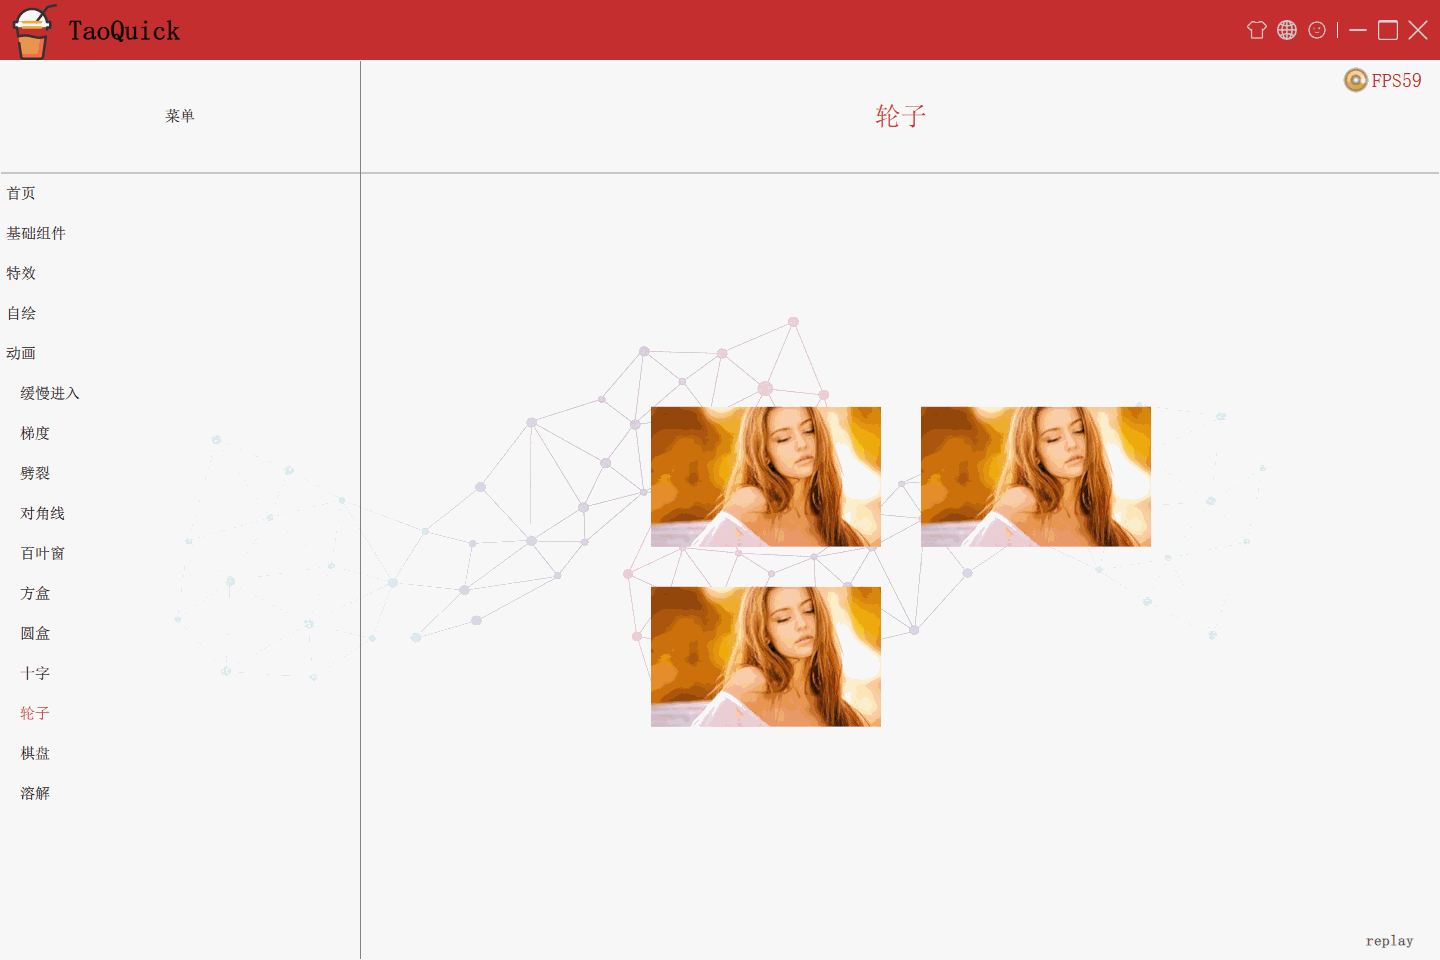 TaoQuick
FPS59
菜单
轮子
首页
基础组件
特效
自绘
动画
缓慢进入
梯度
劈裂
对角线
百叶窗
方盒
圆盒
十字
轮子
棋盘
溶解
replay